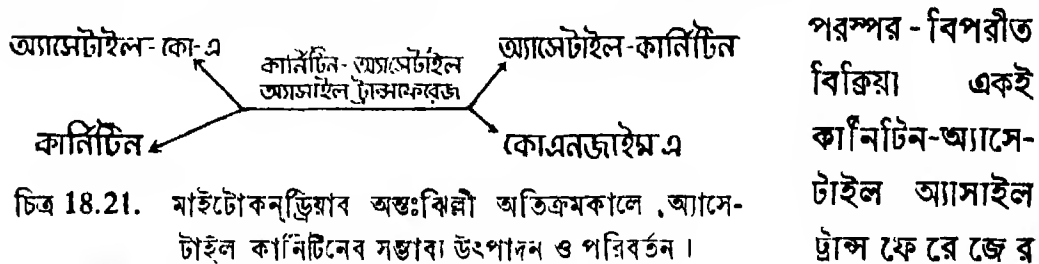 অ্যাসেটাইল-কো-এ
কার্নিটিন-অ্যাসেটাইল
অ্যাসাইল ট্রান্সফেরেজ
অ্যাসেটাইল-কার্নিটিন
কার্নিটিন
কোএনজাইম এ
চিত্র 18.21. মাইটোকন্ড্রিয়াব অন্তঃঝিল্লী অতিক্রমকালে, অ্যাসে-
টাইল কার্নিটিনেব সম্ভাব্য উৎপাদন ও পরিবর্তন।
পরস্পর-বিপরীত
বিক্রিয়া একই
কার্নিটিন-অ্যাসে-
টাইল অ্যাসাইল
ট্রান্স ফে রে জে র